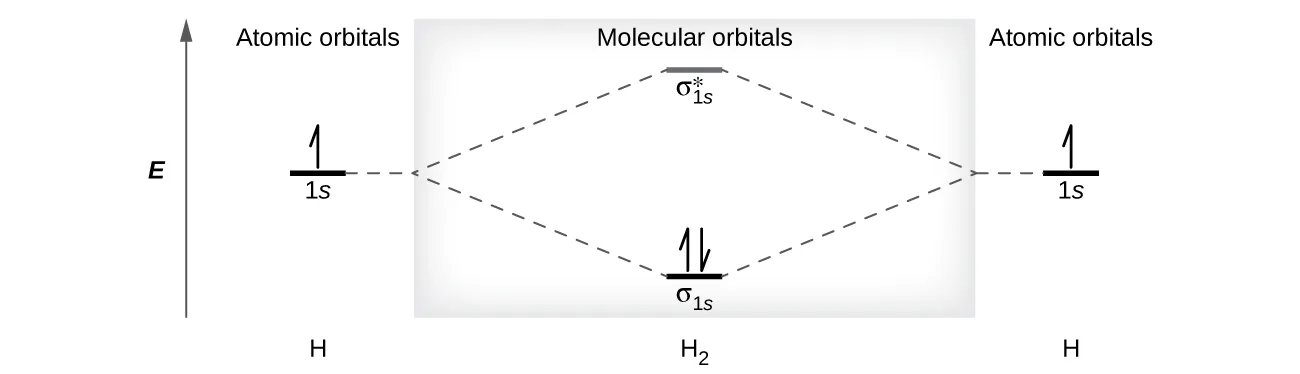 Atomic orbitals
Molecular orbitals
Atomic orbitals
σ*1s
E
1s
1s
σ1s
H
H2
H